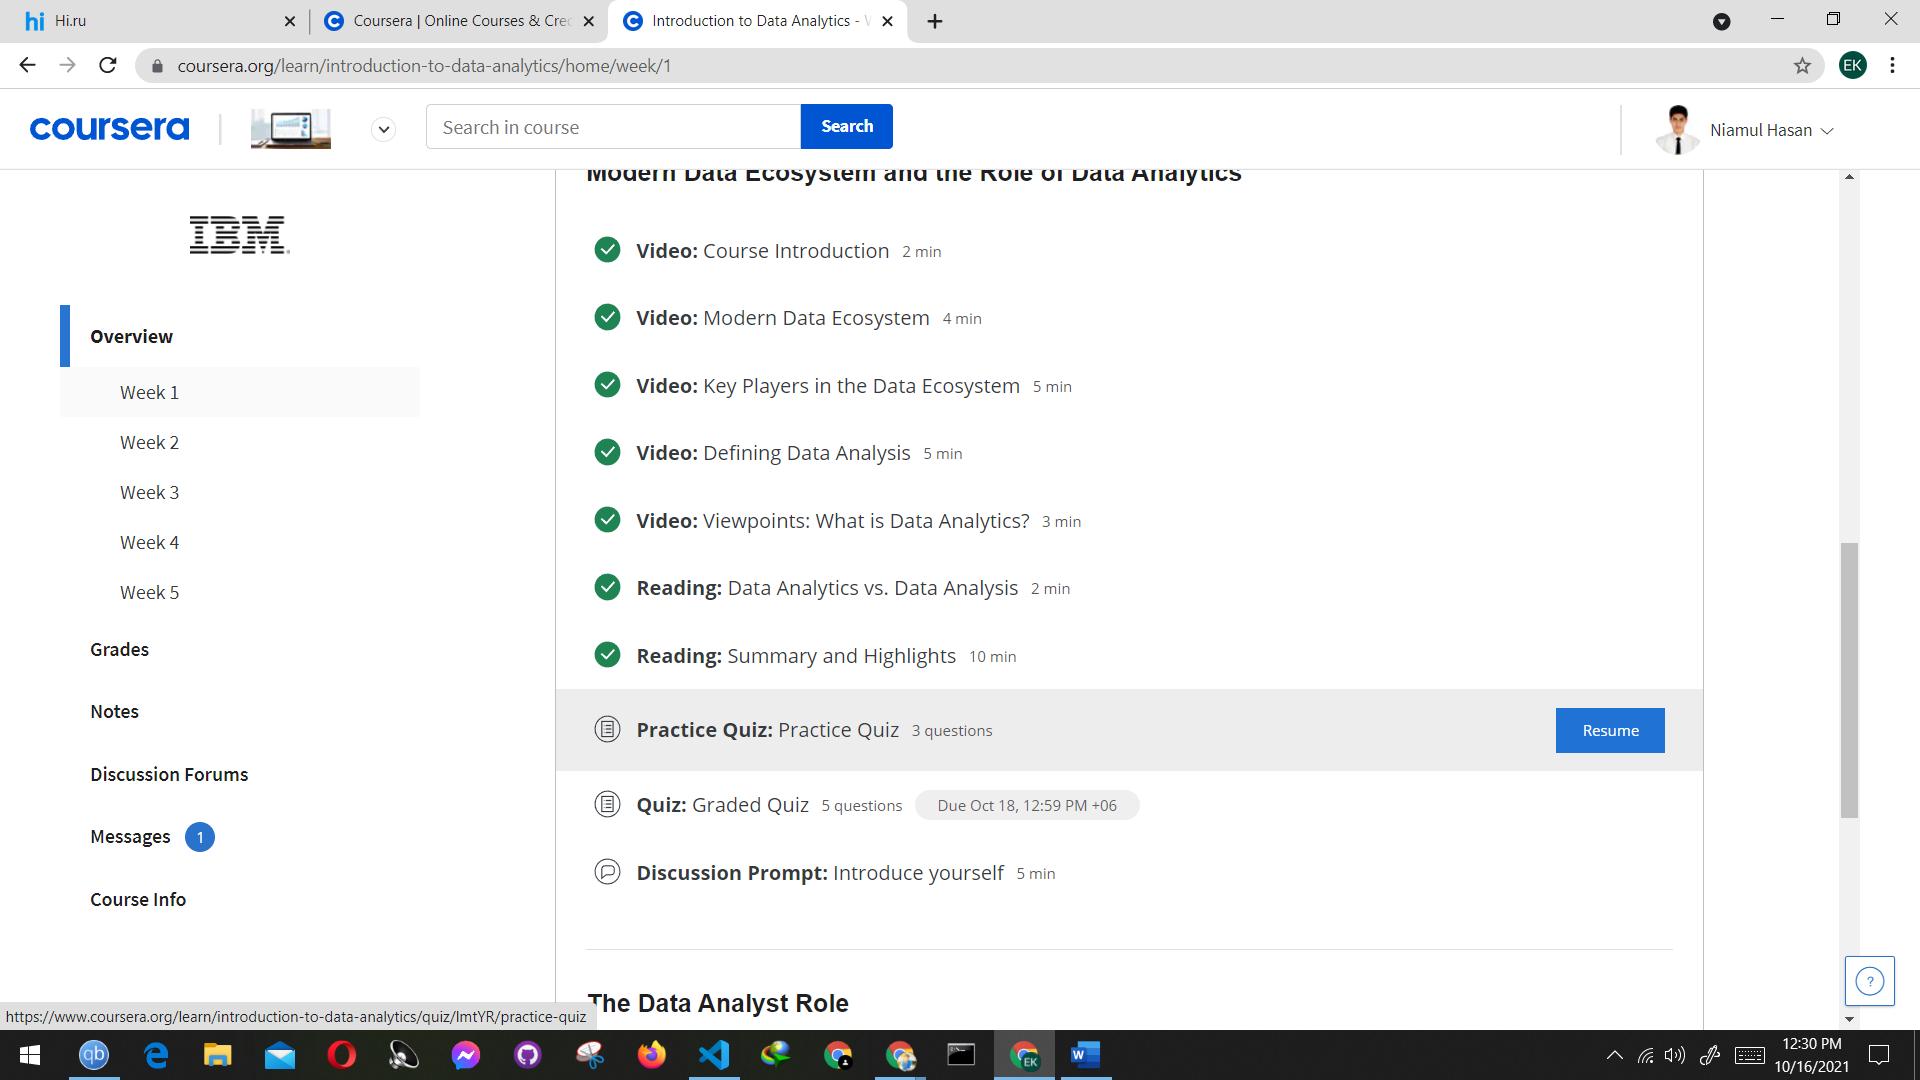 hi Hi.ru
Coursera | Online Courses & Cre
Introduction to Data Analytics -
coursera.org/learn/introduction-to-data-analytics/home/week/1
EK
coursera
Search in course
Search
Niamul Hasan
IBM
Overview
Week 1
Week 2
Week 3
Week 4
Week 5
Grades
Notes
Discussion Forums
Messages 1
Course Info
Modern Data Ecosystem and the Role of Data Analytics
Video: Course Introduction 2 min
Video: Modern Data Ecosystem 4 min
Video: Key Players in the Data Ecosystem 5 min
Video: Defining Data Analysis 5 min
Video: Viewpoints: What is Data Analytics? 3 min
Reading: Data Analytics vs. Data Analysis 2 min
Reading: Summary and Highlights 10 min
Practice Quiz: Practice Quiz 3 questions
Resume
Quiz: Graded Quiz 5 questions Due Oct 18, 12:59 PM +06
Discussion Prompt: Introduce yourself 5 min
The Data Analyst Role
?
https://www.coursera.org/learn/introduction-to-data-analytics/quiz/lmtYR/practice-quiz
qb
EK
W
12:30 PM
10/16/2021